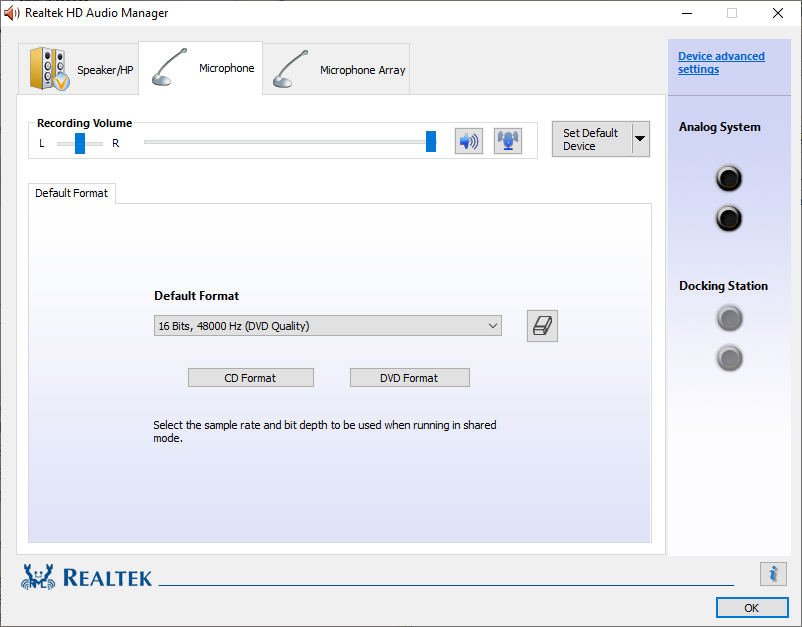 Realtek HD Audio Manager
Speaker/HP
Microphone
Microphone Array
Device advanced
settings
Recording Volume
L
R
Set Default
Device
Analog System
Default Format
Default Format
16 Bits, 48000 Hz (DVD Quality)
CD Format
DVD Format
Select the sample rate and bit depth to be used when running in shared
mode.
Docking Station
REALTEK
i
OK